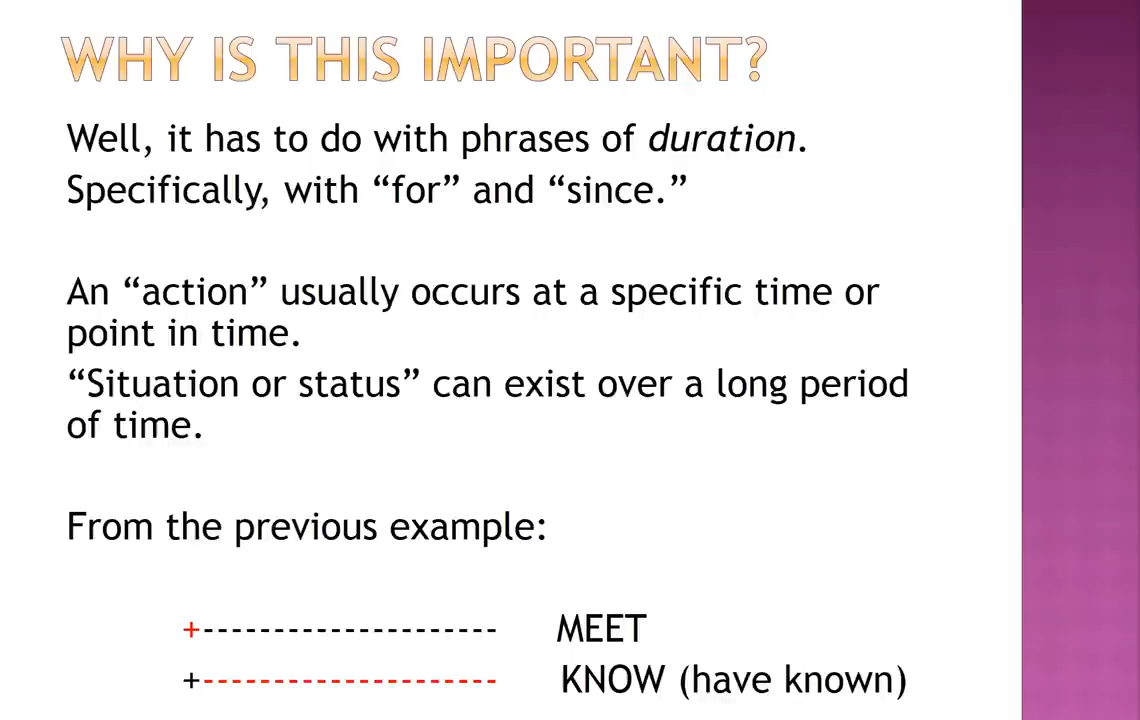 WHY IS THIS IMPORTANT?
Well, it has to do with phrases of duration.
Specifically, with “for” and “since.”
An “action” usually occurs at a specific time or
point in time.
“Situation or status” can exist over a long period
of time.
From the previous example:
+--------------------- MEET
+--------------------- KNOW (have known)